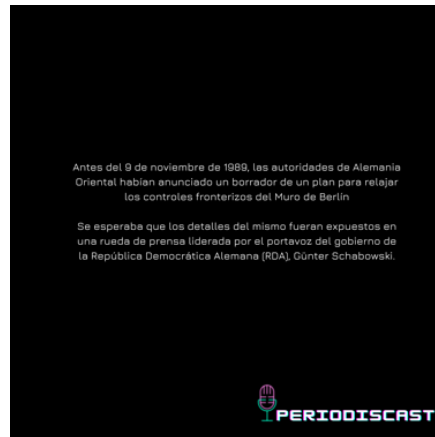 Antes del 9 de noviembre de 1989, las autoridades de Alemania
Oriental habían anunciado un borrador de un plan para relajar
los controles fronterizos del Muro de Berlín
Se esperaba que los detalles del mismo fueran expuestos en
una rueda de prensa liderada por el portavoz del gobierno de
la República Democrática Alemana (RDA), Günter Schabowski.
PERIODISCAST